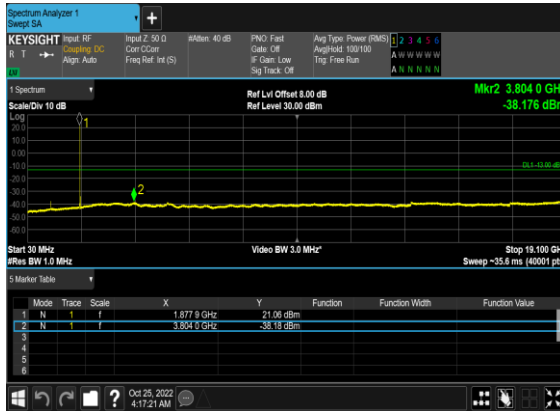 Spectrum Analyzer 1
Swept SA
KEYSIGHT Input: RF Input Z: 50 Ω #Atten: 40 dB PNO: Fast Avg Type: Power (RMS) 1 2 3 4 5 6
R T Coupling: DC Corr CCorr Gate: Off Avg|Hold: 100/100 A W W W W W
Align: Auto Freq Ref: Int (S) IF Gain: Low Trig: Free Run
Sig Track: Off A N N N N N
1 Spectrum Ref Lvl Offset 8.00 dB Mkr2 3.804 0 GHz
Scale/Div 10 dB Ref Level 30.00 dBm -38.176 dBm
Log
20.0
10.0
0.00
-10.0
-20.0
-30.0
-40.0
-50.0
-60.0
1
DL1 -13.00 dBm
2
Start 30 MHz Video BW 3.0 MHz* Stop 19.100 GHz
#Res BW 1.0 MHz Sweep ~35.6 ms (40001 pts
5 Marker Table
Mode Trace Scale X Y Function Function Width Function Value
1 N 1 f 1.877 9 GHz 21.06 dBm
2 N 1 f 3.804 0 GHz -38.18 dBm
3
4
5
6
? Oct 25, 2022
4:17:21 AM